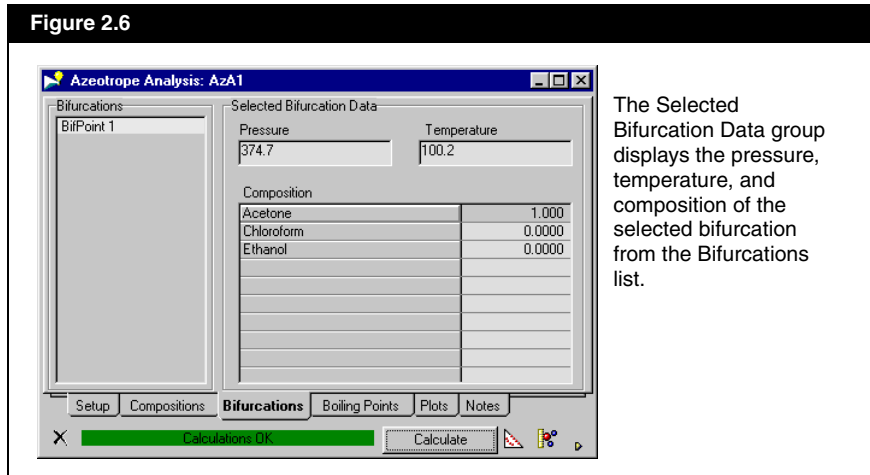 Figure 2.6
Azeotrope Analysis: AzA1
Bifurcations
BifPoint 1
Selected Bifurcation Data
Pressure
Temperature
374.7
100.2
Composition
Acetone 1.000
Chloroform 0.0000
Ethanol 0.0000
Setup Compositions Bifurcations Boiling Points Plots Notes
Calculations OK
Calculate
The Selected
Bifurcation Data group
displays the pressure,
temperature, and
composition of the
selected bifurcation
from the Bifurcations
list.